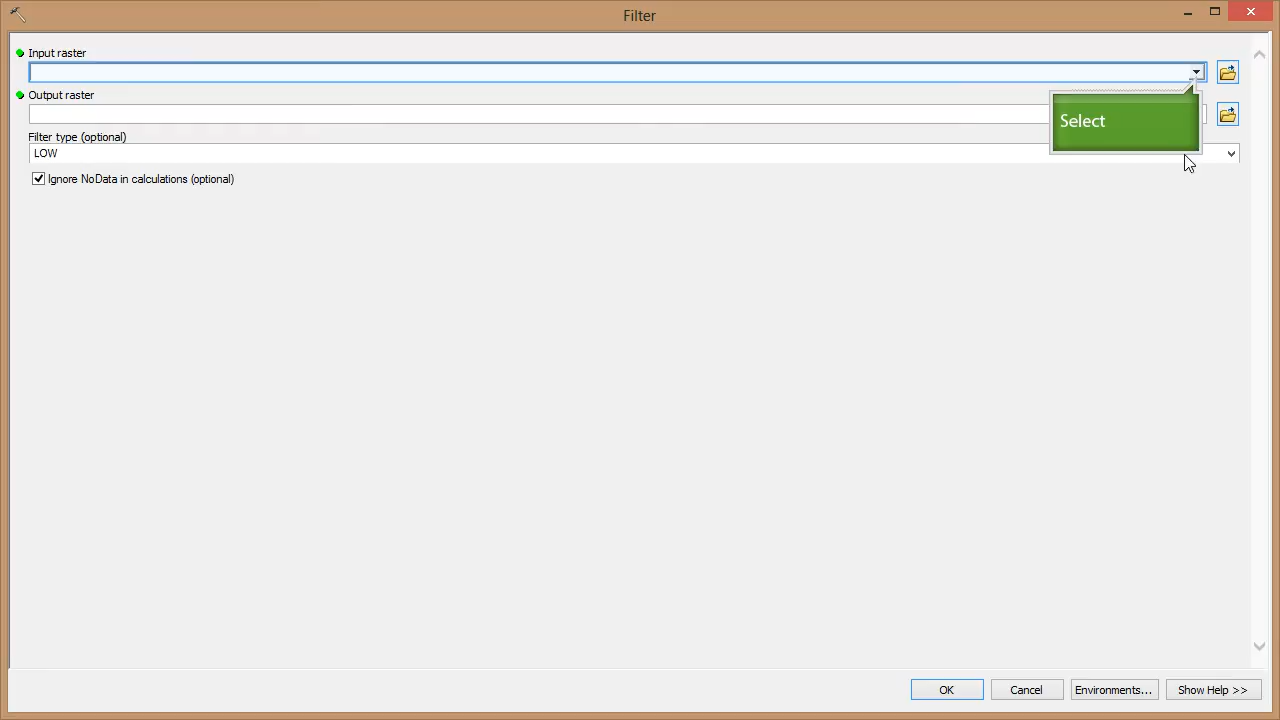 Filter
Input raster
Output raster
Select
Filter type (optional)
LOW
Ignore NoData in calculations (optional)
OK
Cancel
Environments...
Show Help >>